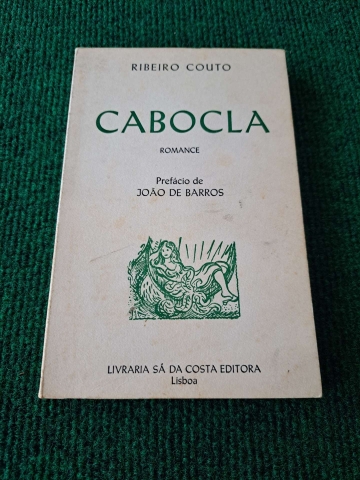 RIBEIRO COUTO
CABOCLA
ROMANCE
Prefácio de
JOÃO DE BARROS
LIVRARIA SÁ DA COSTA EDITORA
Lisboa